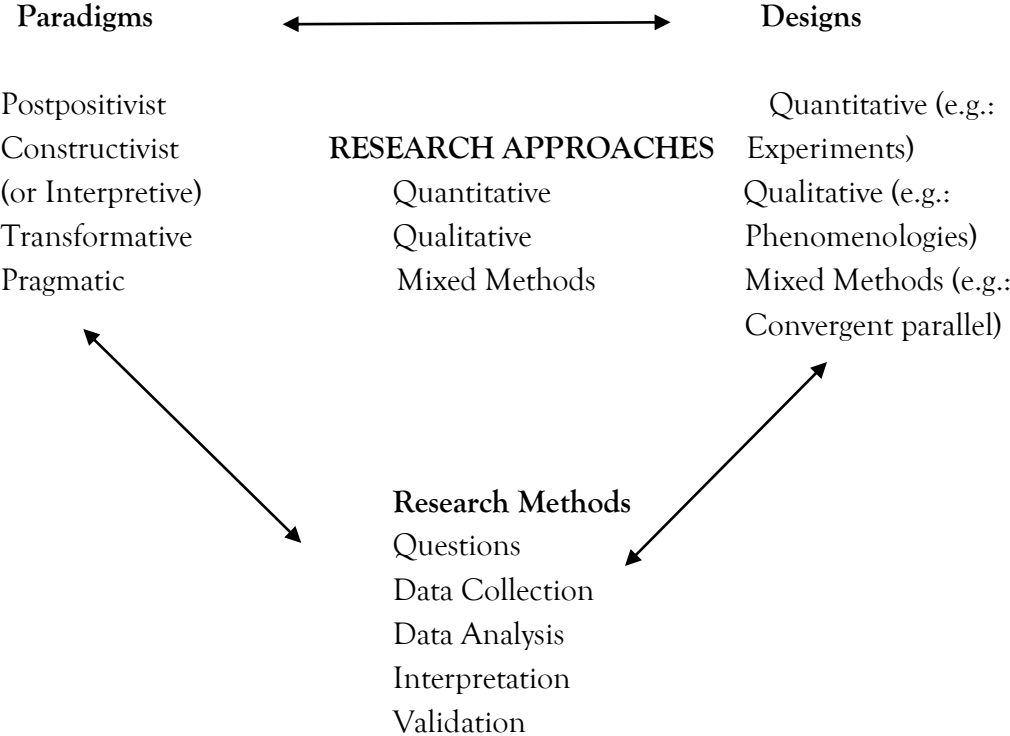 Paradigms
Designs
Postpositivist
Constructivist
(or Interpretive)
Transformative
Pragmatic
RESEARCH APPROACHES
Quantitative
Qualitative
Mixed Methods
Quantitative (e.g.:
Experiments)
Qualitative (e.g.:
Phenomenologies)
Mixed Methods (e.g.:
Convergent parallel)
Research Methods
Questions
Data Collection
Data Analysis
Interpretation
Validation